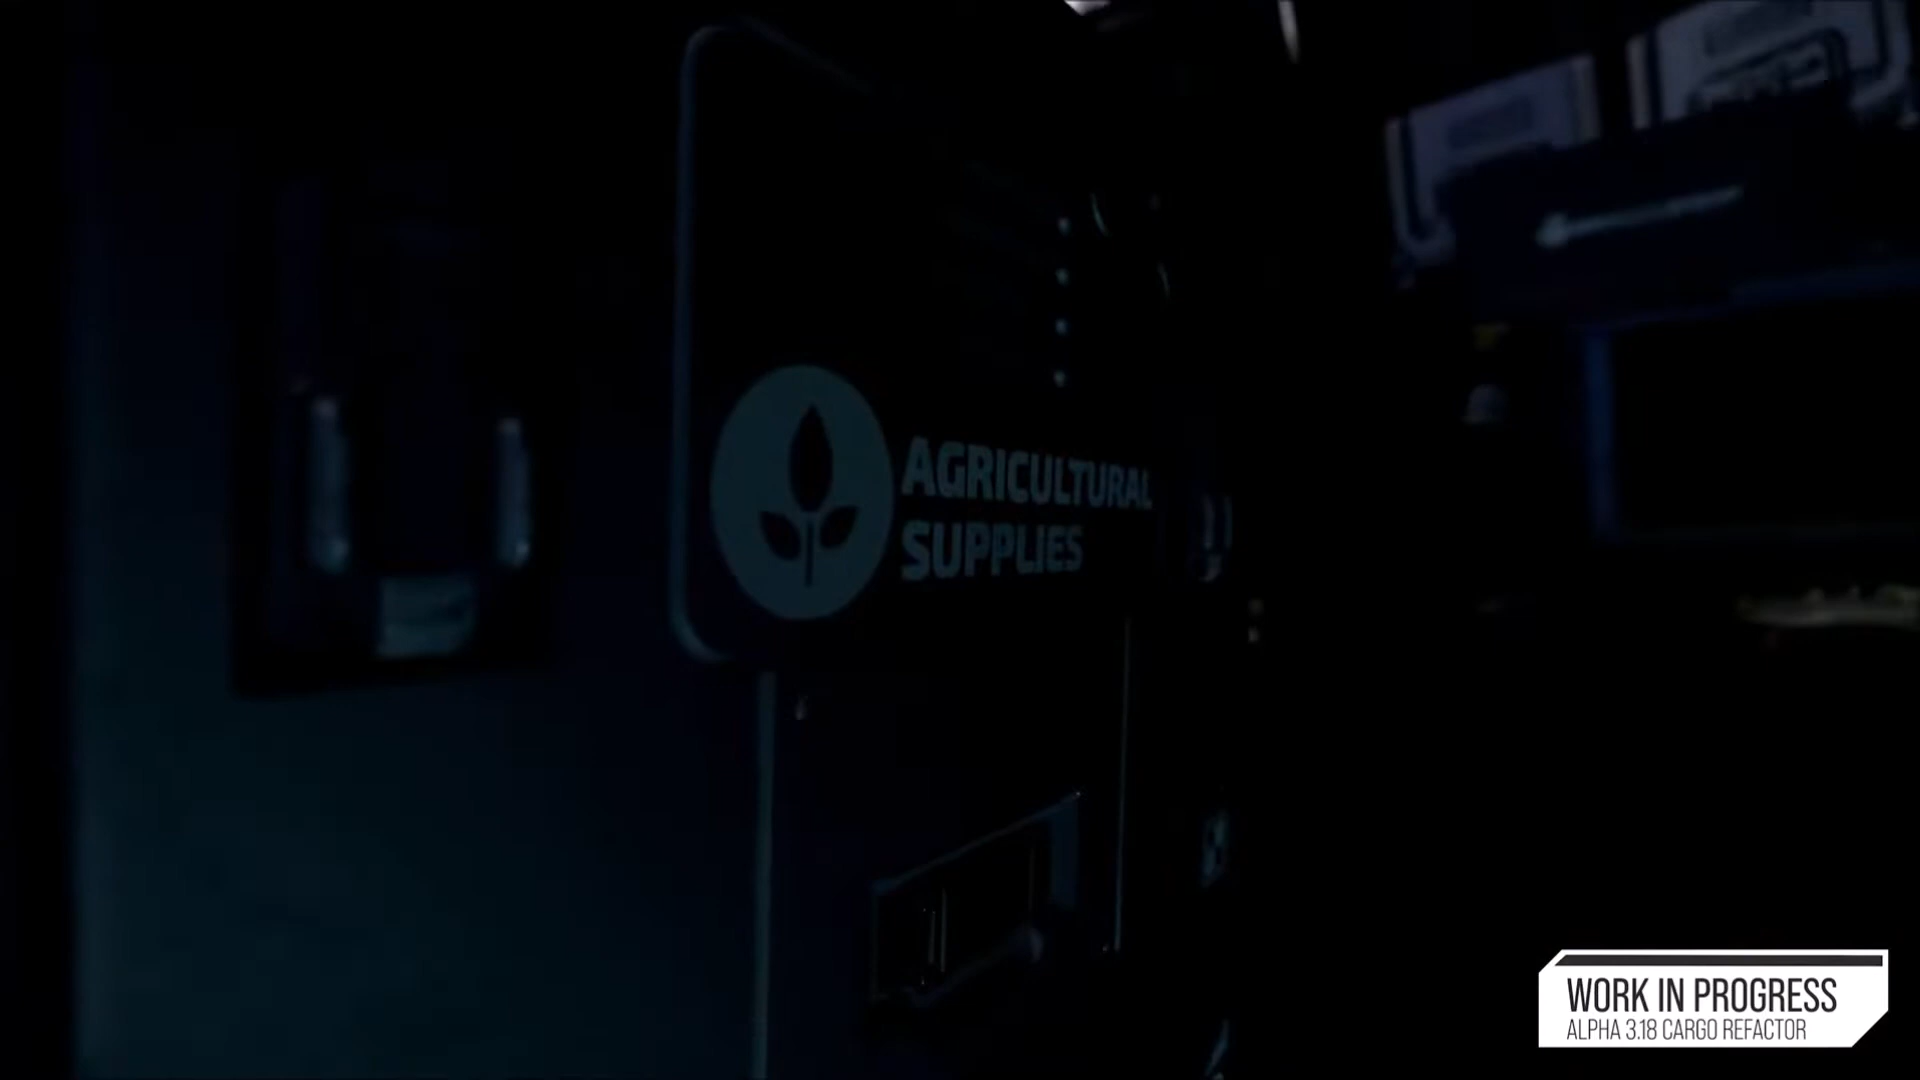 AGRICULTURAL
SUPPLIES
WORK IN PROGRESS
ALPHA 3.18 CARGO REFACTOR